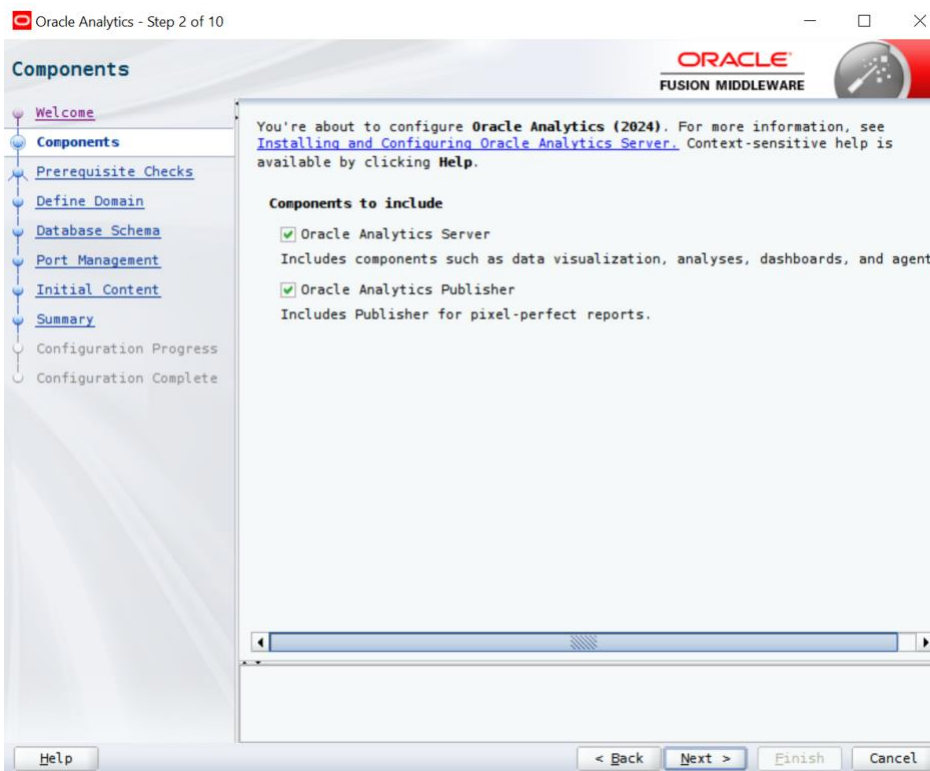 Oracle Analytics - Step 2 of 10
Components
ORACLE
FUSION MIDDLEWARE
Welcome
Components
Prerequisite Checks
Define Domain
Database Schema
Port Management
Initial Content
Summary
Configuration Progress
Configuration Complete
You're about to configure Oracle Analytics (2024). For more information, see
Installing and Configuring Oracle Analytics Server. Context-sensitive help is
available by clicking Help.
Components to include
Oracle Analytics Server
Includes components such as data visualization, analyses, dashboards, and agent
Oracle Analytics Publisher
Includes Publisher for pixel-perfect reports.
Help
< Back
Next >
Finish
Cancel